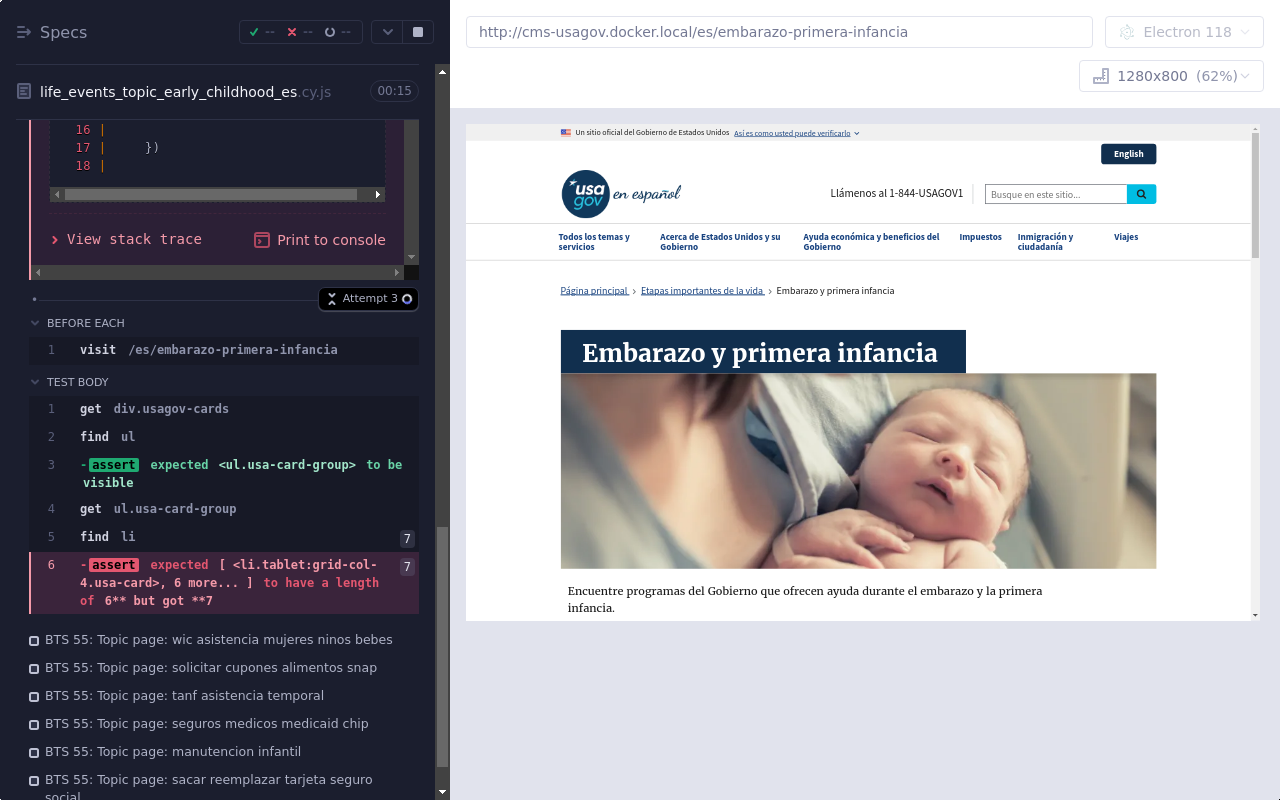 Specs
--
--
--
life_events_topic_early_childhood_es.cy.js
00:15
16 |
17 | })
18 |
View stack trace
Print to console
Attempt 3
BEFORE EACH
1 visit /es/embarazo-primera-infancia
TEST BODY
1 get div.usagov-cards
2 find ul
3 -assert expected <ul.usa-card-group> to be
visible
4 get ul.usa-card-group
5 find li 7
6 -assert expected [ <li.tablet:grid-col- 7
4.usa-card>, 6 more... ] to have a length
of 6** but got **7
BTS 55: Topic page: wic asistencia mujeres ninos bebes
BTS 55: Topic page: solicitar cupones alimentos snap
BTS 55: Topic page: tanf asistencia temporal
BTS 55: Topic page: seguros medicos medicaid chip
BTS 55: Topic page: manutencion infantil
BTS 55: Topic page: sacar reemplazar tarjeta seguro
social
http://cms-usagov.docker.local/es/embarazo-primera-infancia
Electron 118
1280x800 (62%)
Un sitio oficial del Gobierno de Estados Unidos Así es como usted puede verificarlo
English
usa
gov
en español
Llámenos al 1-844-USAGOV1
Busque en este sitio...
Todos los temas y
servicios
Acerca de Estados Unidos y su
Gobierno
Ayuda económica y beneficios del
Gobierno
Impuestos
Inmigración y
ciudadanía
Viajes
Página principal › Etapas importantes de la vida › Embarazo y primera infancia
Embarazo y primera infancia
Encuentre programas del Gobierno que ofrecen ayuda durante el embarazo y la primera
infancia.